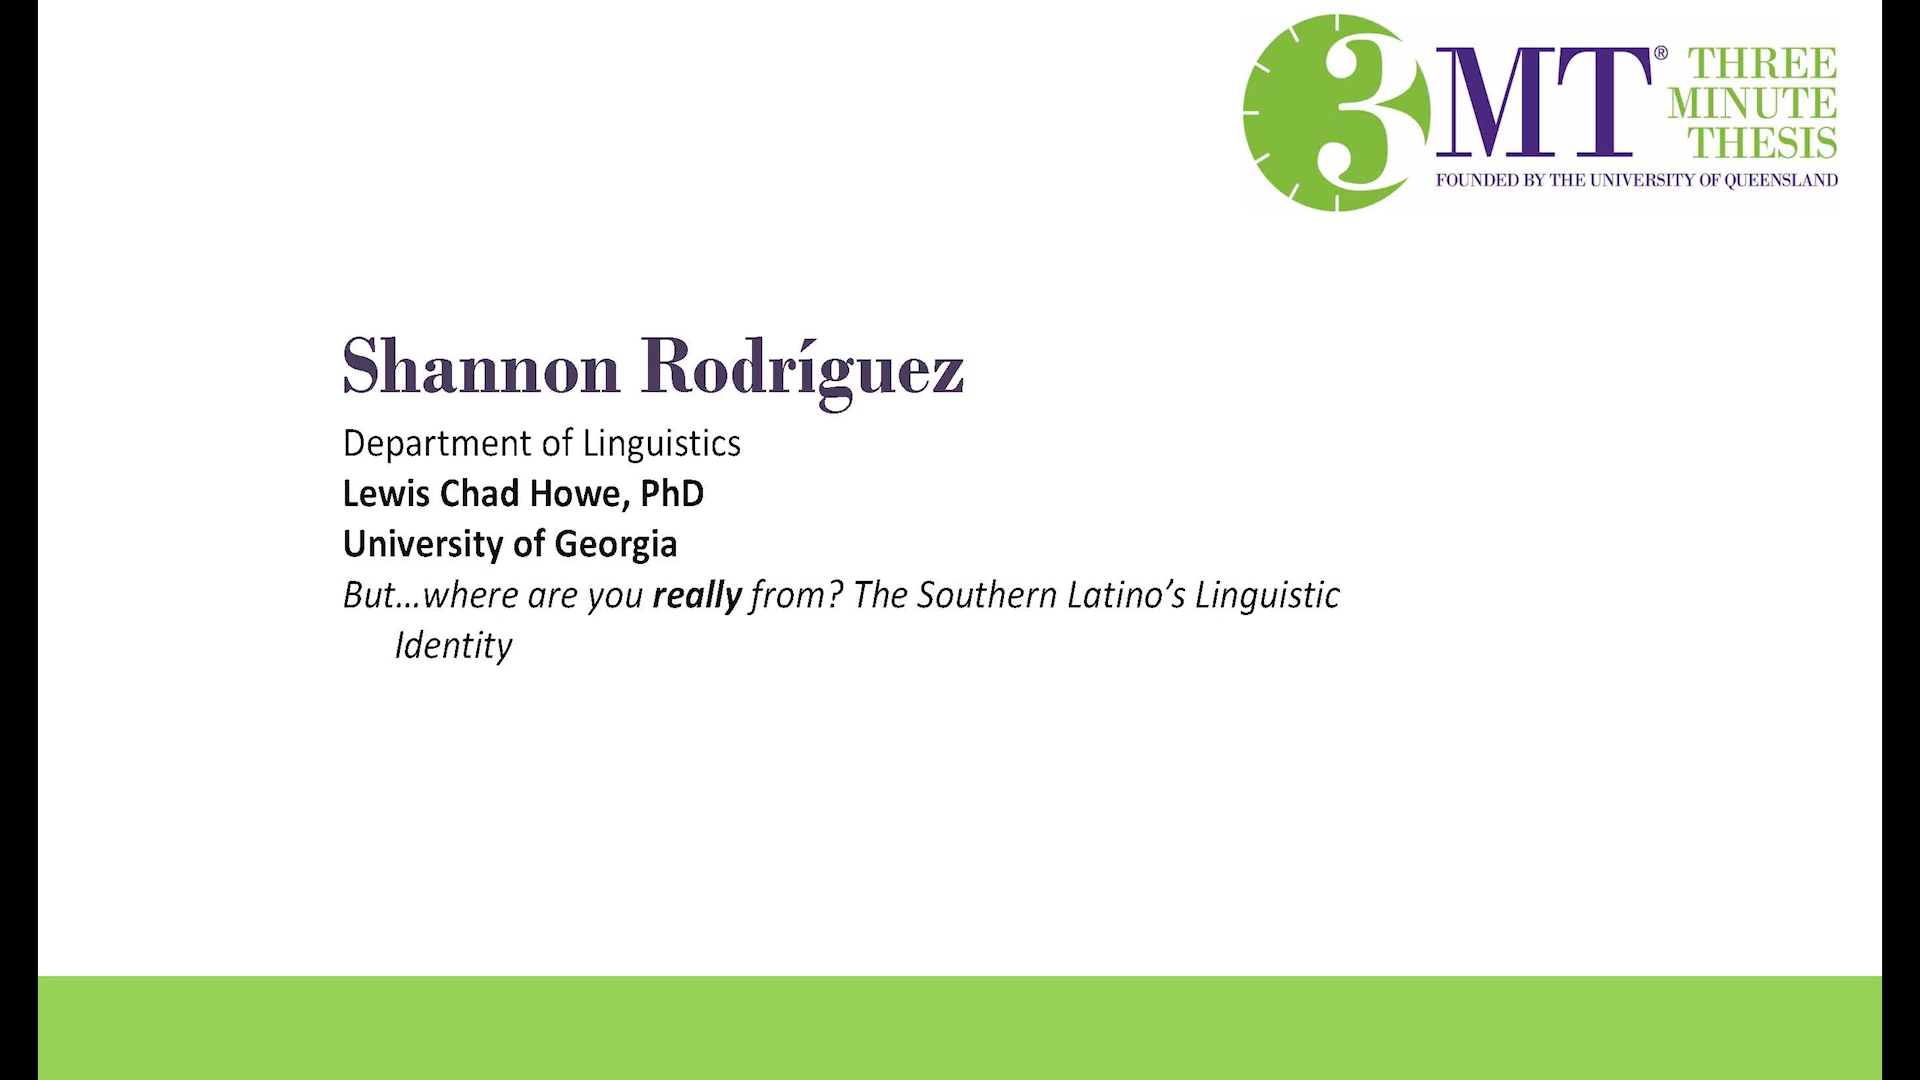 3MT® THREE
MINUTE
THESIS
FOUNDED BY THE UNIVERSITY OF QUEENSLAND
Shannon Rodríguez
Department of Linguistics
Lewis Chad Howe, PhD
University of Georgia
But…where are you really from? The Southern Latino’s Linguistic
Identity